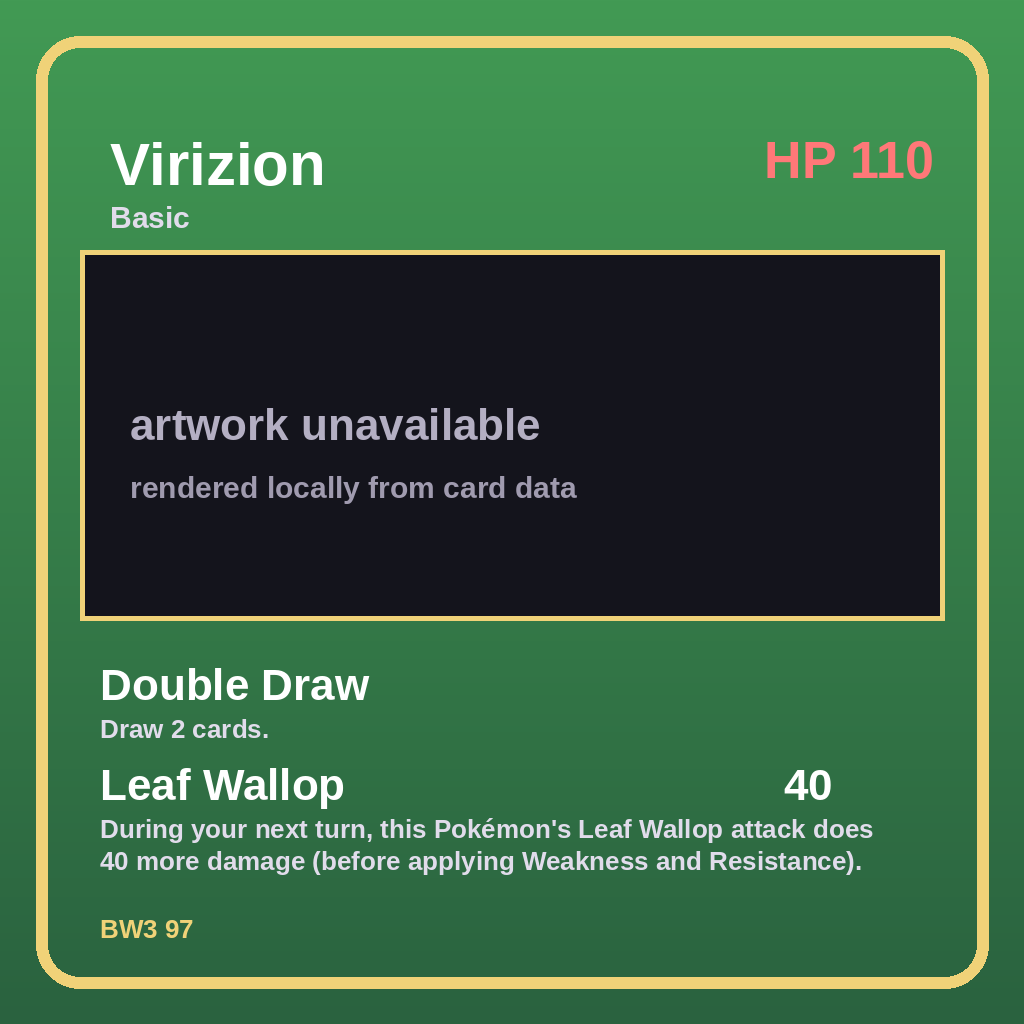 Virizion
HP 110
Basic
artwork unavailable
rendered locally from card data
Double Draw
Draw 2 cards.
Leaf Wallop
40
During your next turn, this Pokémon's Leaf Wallop attack does
40 more damage (before applying Weakness and Resistance).
BW3 97